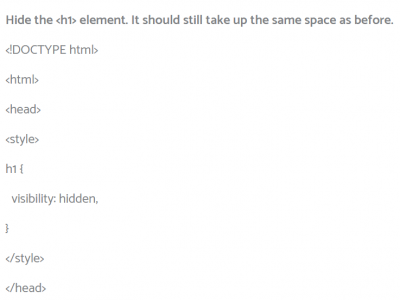 Hide the <h1> element. It should still take up the same space as before.
<!DOCTYPE html>
<html>
<head>
<style>
h1 {
visibility: hidden,
}
</style>
</head>